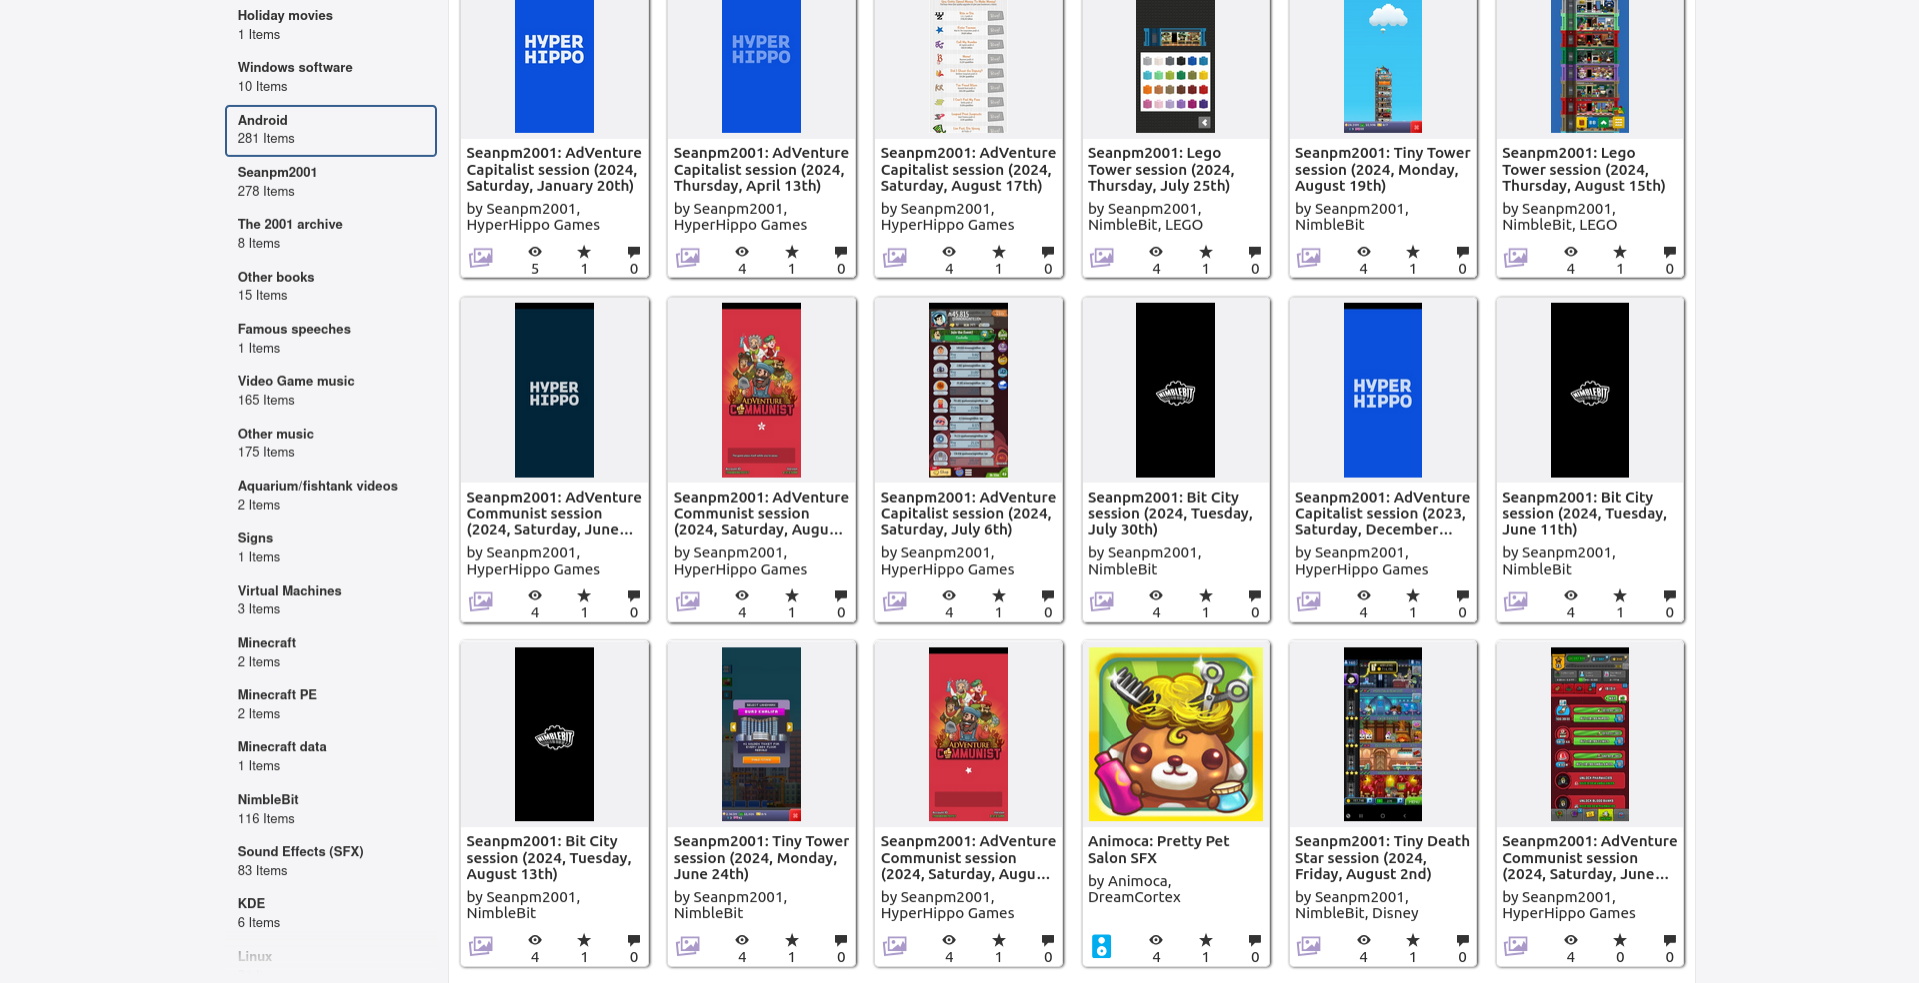 Holiday movies
1 Items
Windows software
10 Items
Android
281 Items
Seanpm2001
278 Items
The 2001 archive
8 Items
Other books
15 Items
Famous speeches
1 Items
Video Game music
165 Items
Other music
175 Items
Aquarium/fishtank videos
2 Items
Signs
1 Items
Virtual Machines
3 Items
Minecraft
2 Items
Minecraft PE
2 Items
Minecraft data
1 Items
NimbleBit
116 Items
Sound Effects (SFX)
83 Items
KDE
6 Items
Linux
HYPER
HIPPO
Seanpm2001: AdVenture
Capitalist session (2024,
Saturday, January 20th)
by Seanpm2001,
HyperHippo Games
5 1 0
HYPER
HIPPO
Seanpm2001: AdVenture
Capitalist session (2024,
Thursday, April 13th)
by Seanpm2001,
HyperHippo Games
4 1 0
Seanpm2001: AdVenture
Capitalist session (2024,
Saturday, August 17th)
by Seanpm2001,
HyperHippo Games
4 1 0
Seanpm2001: Lego
Tower session (2024,
Thursday, July 25th)
by Seanpm2001,
NimbleBit, LEGO
4 1 0
Seanpm2001: Tiny Tower
session (2024, Monday,
August 19th)
by Seanpm2001,
NimbleBit
4 1 0
Seanpm2001: Lego
Tower session (2024,
Thursday, August 15th)
by Seanpm2001,
NimbleBit, LEGO
4 1 0
HYPER
HIPPO
Seanpm2001: AdVenture
Communist session
(2024, Saturday, June...
by Seanpm2001,
HyperHippo Games
4 1 0
ADVENTURE
COMMUNIST
Seanpm2001: AdVenture
Communist session
(2024, Saturday, Augu...
by Seanpm2001,
HyperHippo Games
4 1 0
Seanpm2001: AdVenture
Capitalist session (2024,
Saturday, July 6th)
by Seanpm2001,
HyperHippo Games
4 1 0
NIMBLEBIT
Seanpm2001: Bit City
session (2024, Tuesday,
July 30th)
by Seanpm2001,
NimbleBit
4 1 0
HYPER
HIPPO
Seanpm2001: AdVenture
Capitalist session (2023,
Saturday, December...
by Seanpm2001,
HyperHippo Games
4 1 0
NIMBLEBIT
Seanpm2001: Bit City
session (2024, Tuesday,
June 11th)
by Seanpm2001,
NimbleBit
4 1 0
NIMBLEBIT
Seanpm2001: Bit City
session (2024, Tuesday,
August 13th)
by Seanpm2001,
NimbleBit
4 1 0
Seanpm2001: Tiny Tower
session (2024, Monday,
June 24th)
by Seanpm2001,
NimbleBit
4 1 0
ADVENTURE
COMMUNIST
Seanpm2001: AdVenture
Communist session
(2024, Saturday, Augu...
by Seanpm2001,
HyperHippo Games
4 1 0
Animoca: Pretty Pet
Salon SFX
by Animoca,
DreamCortex
4 1 0
Seanpm2001: Tiny Death
Star session (2024,
Friday, August 2nd)
by Seanpm2001,
NimbleBit, Disney
4 1 0
Seanpm2001: AdVenture
Communist session
(2024, Saturday, June...
by Seanpm2001,
HyperHippo Games
4 0 0